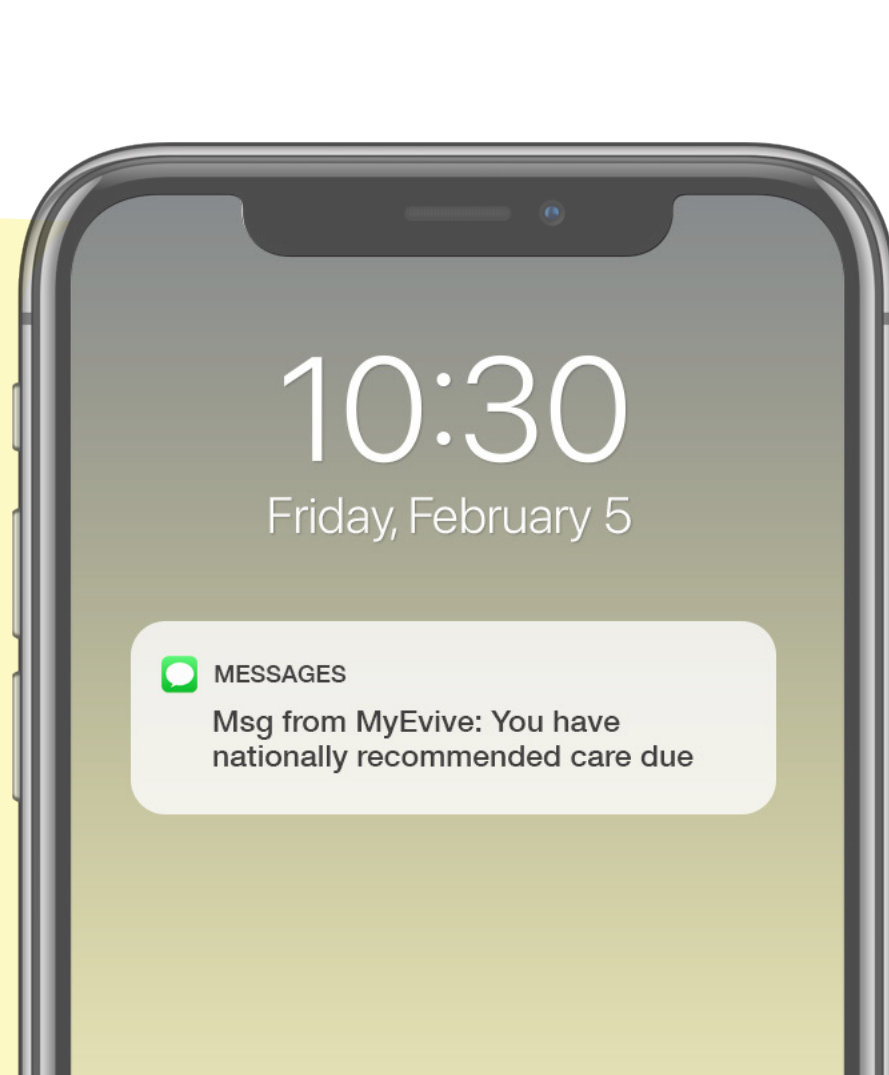 10:30
Friday, February 5
MESSAGES
Msg from MyEvive: You have
nationally recommended care due